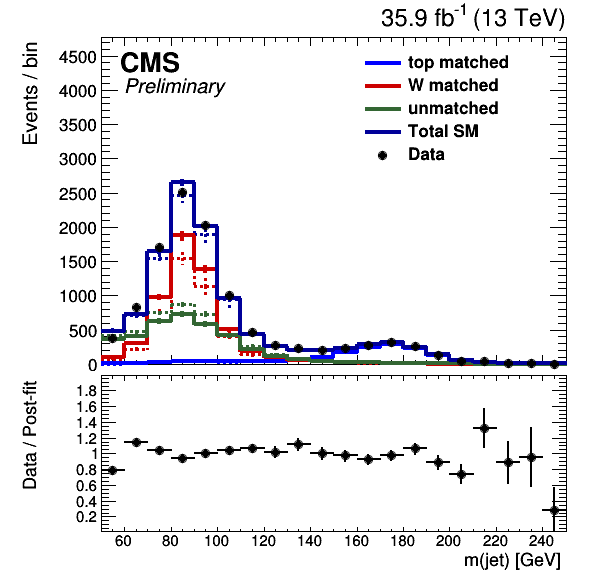 35.9 fb⁻¹ (13 TeV)
CMS
Preliminary
top matched
W matched
unmatched
Total SM
Data
Events / bin
4500
4000
3500
3000
2500
2000
1500
1000
500
0
Data / Post-fit
1.8
1.6
1.4
1.2
1
0.8
0.6
0.4
0.2
60 80 100 120 140 160 180 200 220 240
m(jet) [GeV]